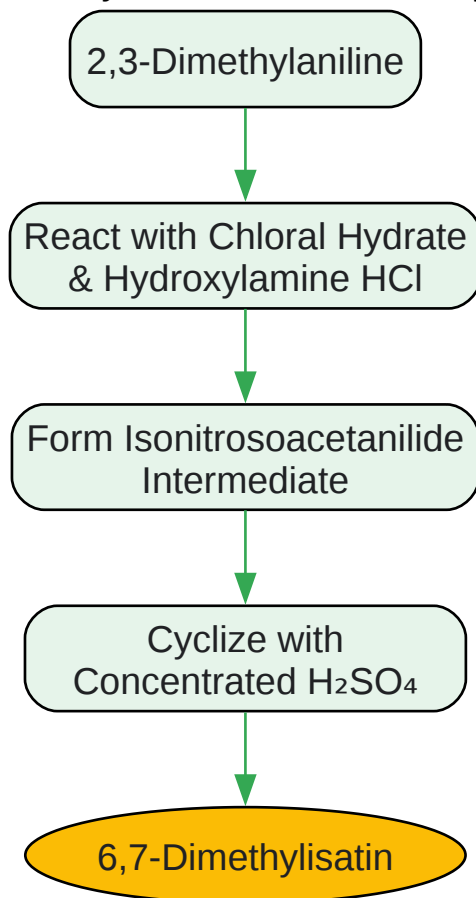 2,3-Dimethylaniline
React with Chloral Hydrate
& Hydroxylamine HCl
Form Isonitrosoacetanilide
Intermediate
Cyclize with
Concentrated H₂SO₄
6,7-Dimethylisatin